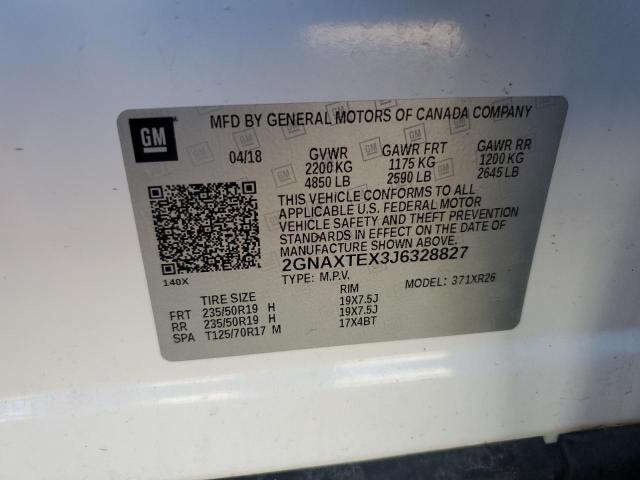 GM
MFD BY GENERAL MOTORS OF CANADA COMPANY
04/18 GVWR GAWR FRT GAWR RR
2200 KG 1175 KG 1200 KG
4850 LB 2590 LB 2645 LB
THIS VEHICLE CONFORMS TO ALL
APPLICABLE U.S. FEDERAL MOTOR
VEHICLE SAFETY AND THEFT PREVENTION
STANDARDS IN EFFECT ON THE DATE OF
MANUFACTURE SHOWN ABOVE.
2GNAXTEX3J6328827
140X TYPE: M.P.V. MODEL: 371XR26
TIRE SIZE RIM
FRT 235/50R19 H 19X7.5J
RR 235/50R19 H 19X7.5J
SPA T125/70R17 M 17X4BT